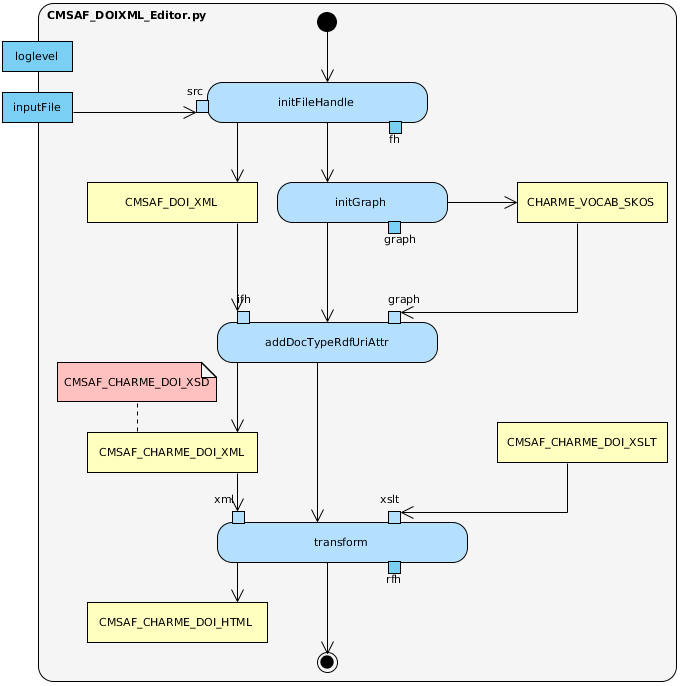 CMSAF_DOIXML_Editor.py
loglevel
inputFile
src
initFileHandle
fh
CMSAF_DOI_XML
initGraph
CHARME_VOCAB_SKOS
graph
ifh
graph
addDocTypeRdfUriAttr
CMSAF_CHARME_DOI_XSD
CMSAF_CHARME_DOI_XML
CMSAF_CHARME_DOI_XSLT
xml
xslt
transform
rfh
CMSAF_CHARME_DOI_HTML